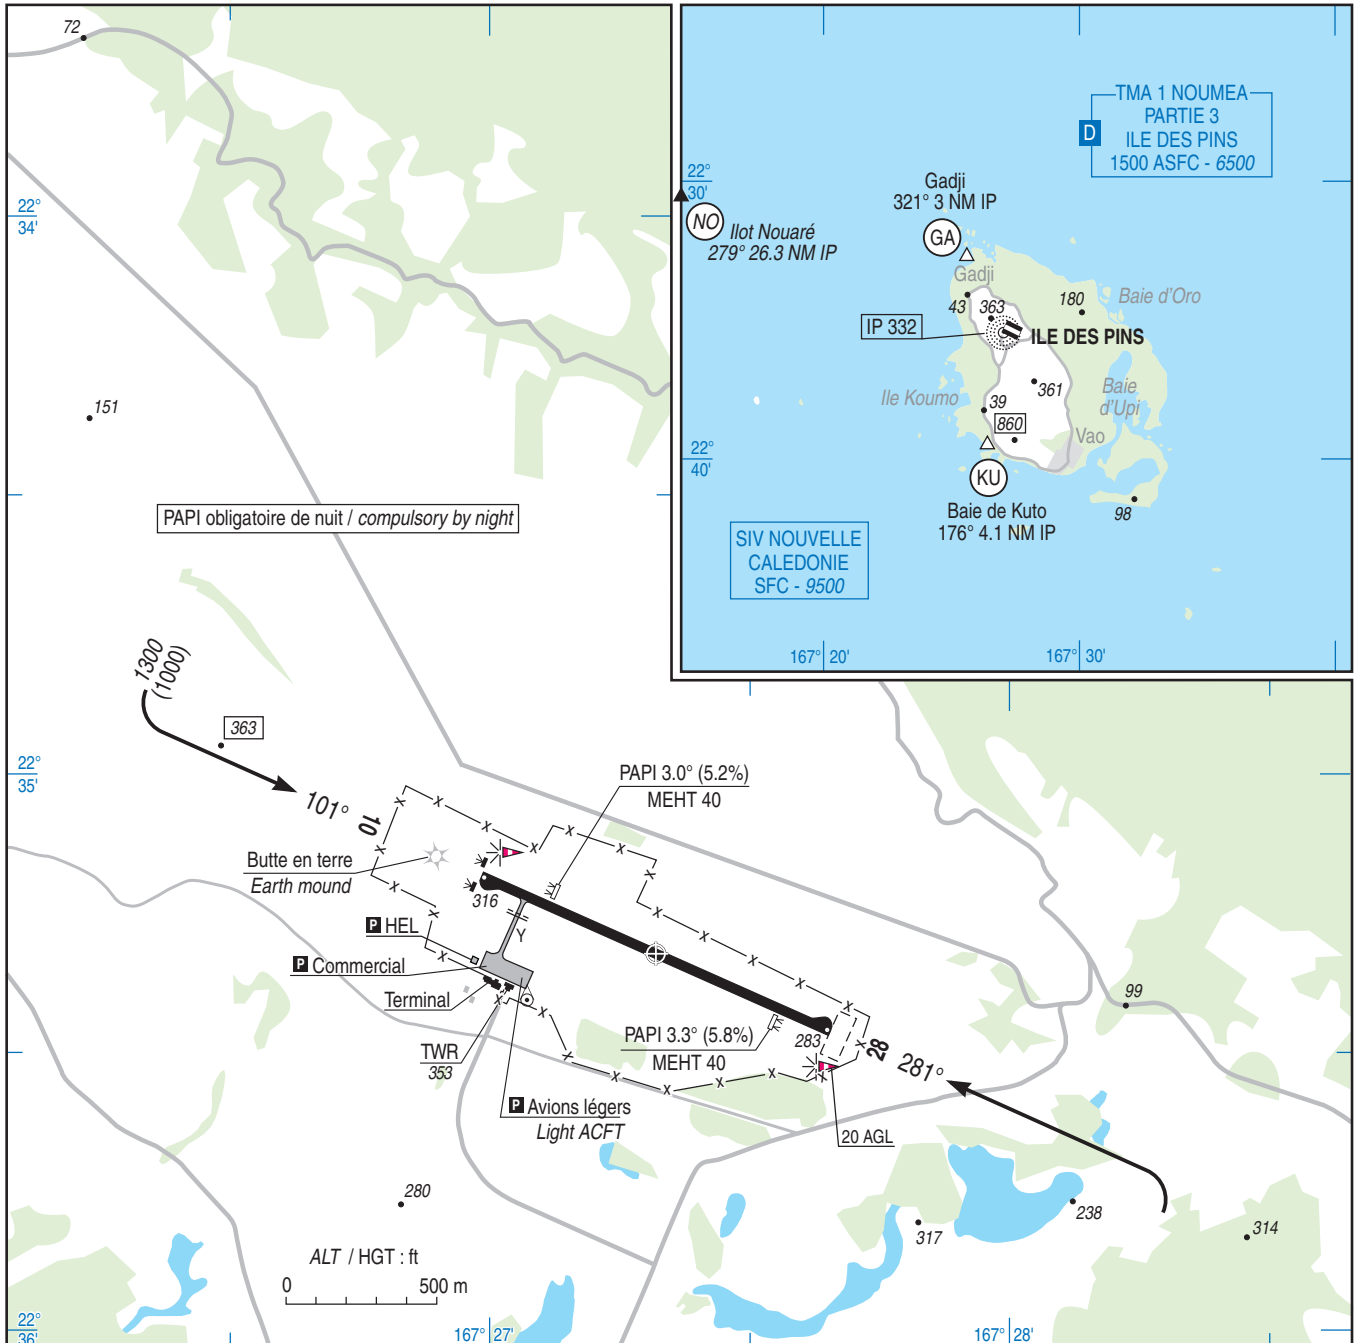 72
22°
34'
151
PAPI obligatoire de nuit / compulsory by night
TMA 1 NOUMEA
PARTIE 3
D
ILE DES PINS
1500 ASFC - 6500
22°
30'
NO
Ilot Nouaré
279° 26.3 NM IP
Gadji
321° 3 NM IP
GA
Gadji
43
363
180
Baie d'Oro
IP 332
ILE DES PINS
Ile Koumo
39
361
Baie
d'Upi
860
Vao
22°
40'
KU
Baie de Kuto
176° 4.1 NM IP
98
SIV NOUVELLE
CALEDONIE
SFC - 9500
167° 20'
167° 30'
1300
(1000)
363
22°
35'
101°
10
PAPI 3.0° (5.2%)
MEHT 40
Butte en terre
Earth mound
316
P HEL
Y
P Commercial
Terminal
TWR
353
PAPI 3.3° (5.8%)
MEHT 40
283
28
281°
99
P Avions légers
Light ACFT
20 AGL
280
317
238
314
ALT / HGT : ft
0
500 m
22°
36'
167° 27'
167° 28'